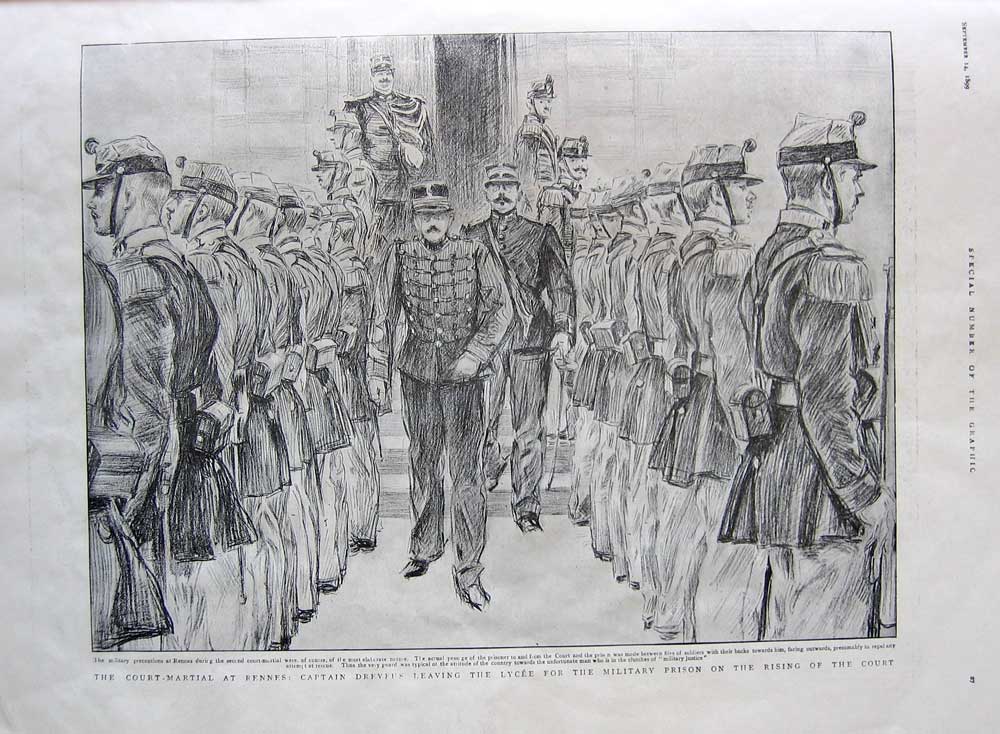 SEPTEMBER 14, 1899
SPECIAL NUMBER OF THE GRAPHIC
The military precautions at Rennes during the second court-martial were, of course, of the most elaborate nature. The actual passage of the prisoner to and from the Court and the prison was made between files of soldiers with their backs towards him, facing outwards, presumably to repel any
attempt at rescue. Thus the very guard was typical of the attitude of the country towards the unfortunate man who is in the clutches of "military justice"
THE COURT-MARTIAL AT RENNES: CAPTAIN DREYFUS LEAVING THE LYCÉE FOR THE MILITARY PRISON ON THE RISING OF THE COURT